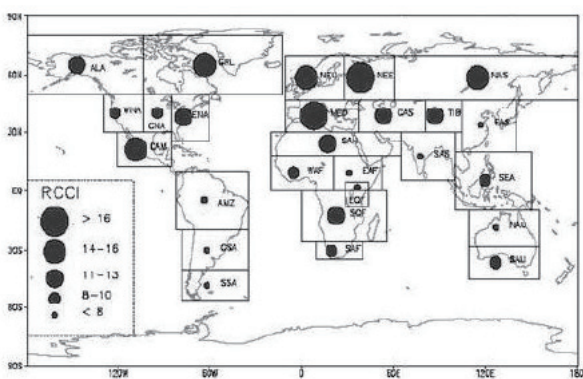 90N
60N
30N
EQ
30S
60S
90S
ALA
GRL
NEU
NEE
NAS
WNA
CNA
ENA
MED
CAS
TIB
EAS
CAM
SAH
SAS
WAF
EAF
SEA
AMZ
EQF
SQF
CSA
SSA
SAF
NAU
SAU
RCCI
> 16
14-16
11-13
8-10
< 8
120W
60W
0
60E
120E
180